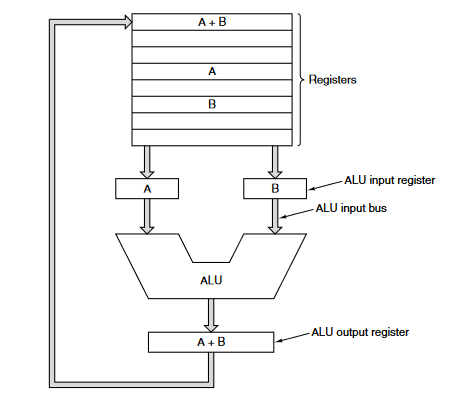 A + B
A
Registers
B
A
B
ALU input register
ALU input bus
ALU
A + B
ALU output register